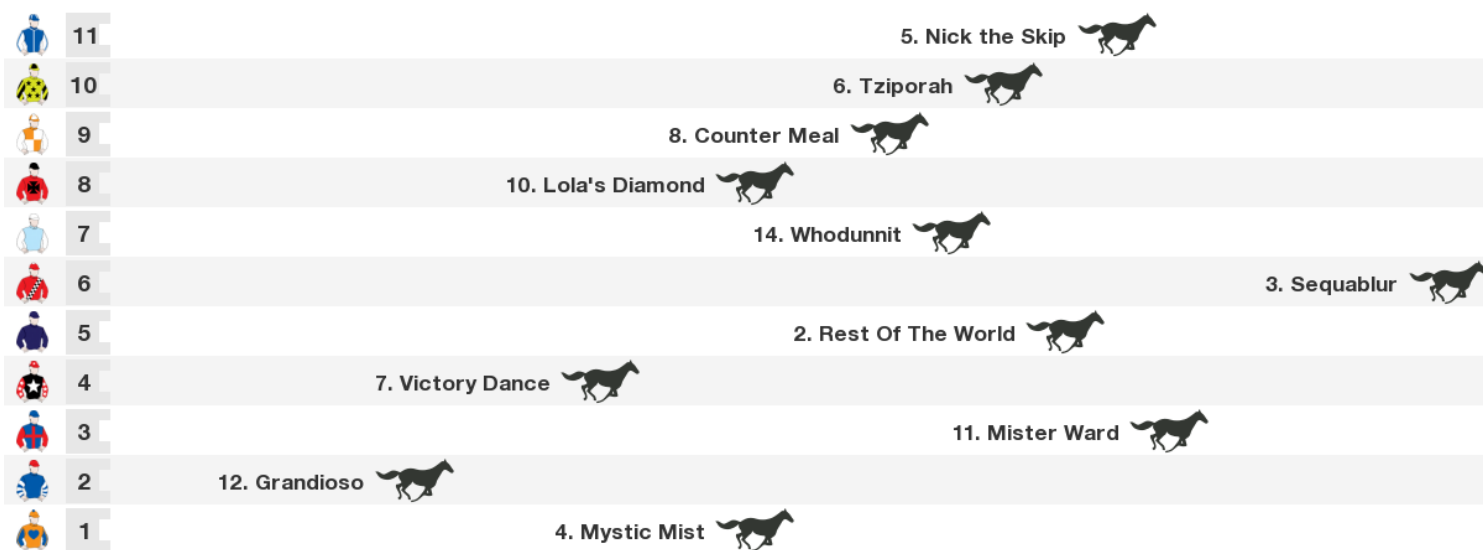 11 5. Nick the Skip
10 6. Tziporah
9 8. Counter Meal
8 10. Lola's Diamond
7 14. Whodunnit
6 3. Sequablur
5 2. Rest Of The World
4 7. Victory Dance
3 11. Mister Ward
2 12. Grandioso
1 4. Mystic Mist